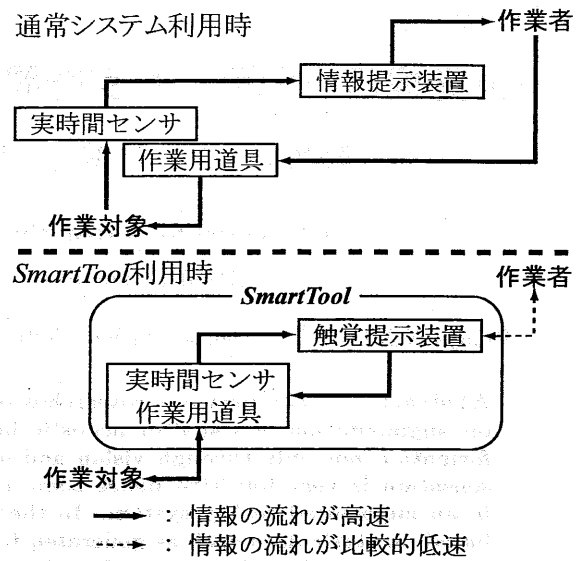 通常システム利用時
作業者
情報提示装置
実時間センサ
作業用道具
作業対象
SmartTool利用時
作業者
SmartTool
触覚提示装置
実時間センサ
作業用道具
作業対象
: 情報の流れが高速
: 情報の流れが比較的低速